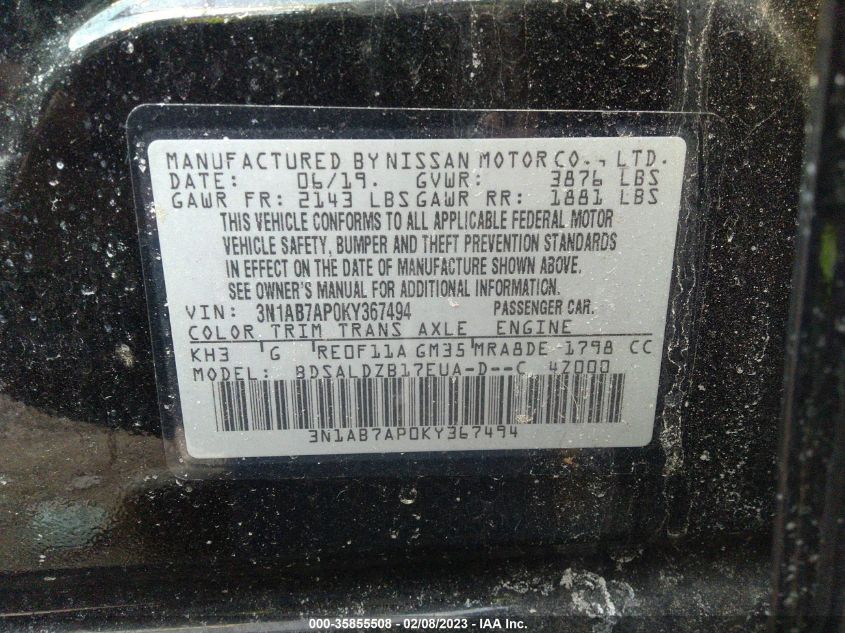 MANUFACTURED BY NISSAN MOTOR CO., LTD.
DATE: 06/19. GVWR: 3876 LBS
GAWR FR: 2143 LBS GAWR RR: 1881 LBS
THIS VEHICLE CONFORMS TO ALL APPLICABLE FEDERAL MOTOR
VEHICLE SAFETY, BUMPER AND THEFT PREVENTION STANDARDS
IN EFFECT ON THE DATE OF MANUFACTURE SHOWN ABOVE.
SEE OWNER'S MANUAL FOR ADDITIONAL INFORMATION.
VIN: 3N1AB7AP0KY367494 PASSENGER CAR.
COLOR TRIM TRANS AXLE ENGINE
KH3 G RE0F11A GM35 MRA8DE 1798 CC
MODEL: BDSALDZB17EUA-D--C 4Z000
3N1AB7AP0KY367494
000-35855508 - 02/08/2023 - IAA Inc.